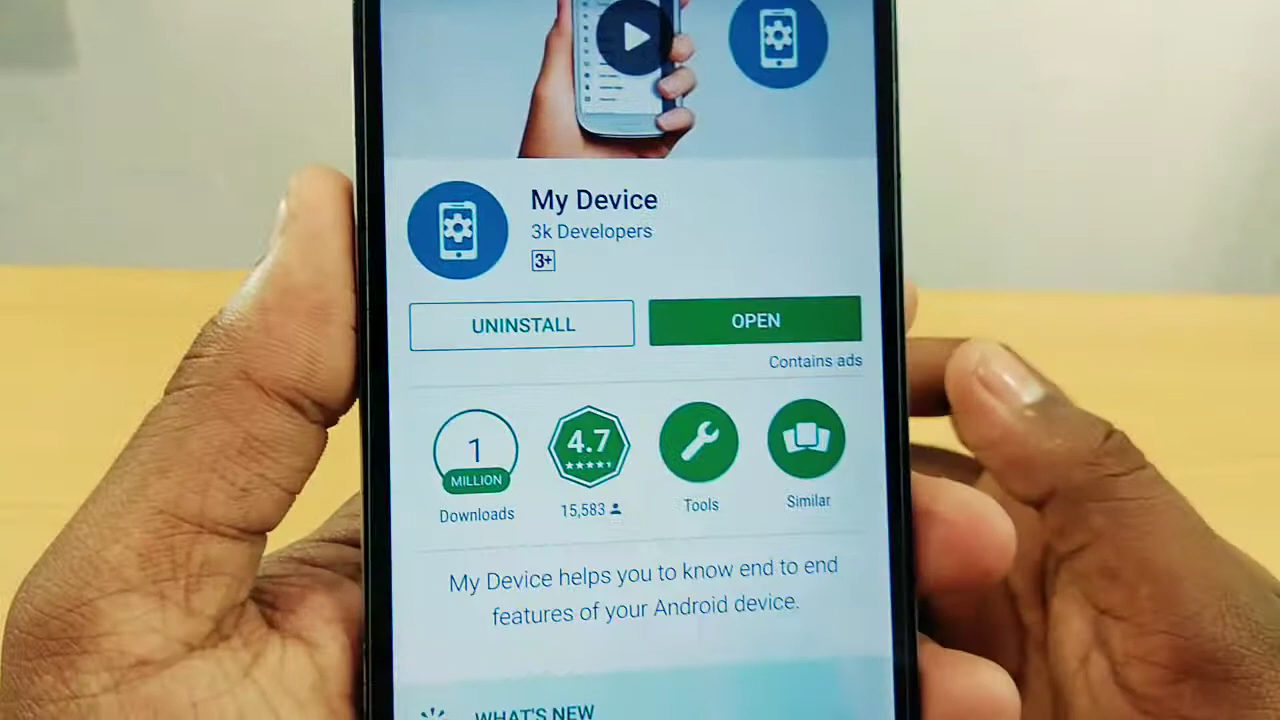 My Device
3k Developers
3+
UNINSTALL
OPEN
Contains ads
1
MILLION
Downloads
4.7
15,583
Tools
Similar
My Device helps you to know end to end
features of your Android device.
WHAT'S NEW